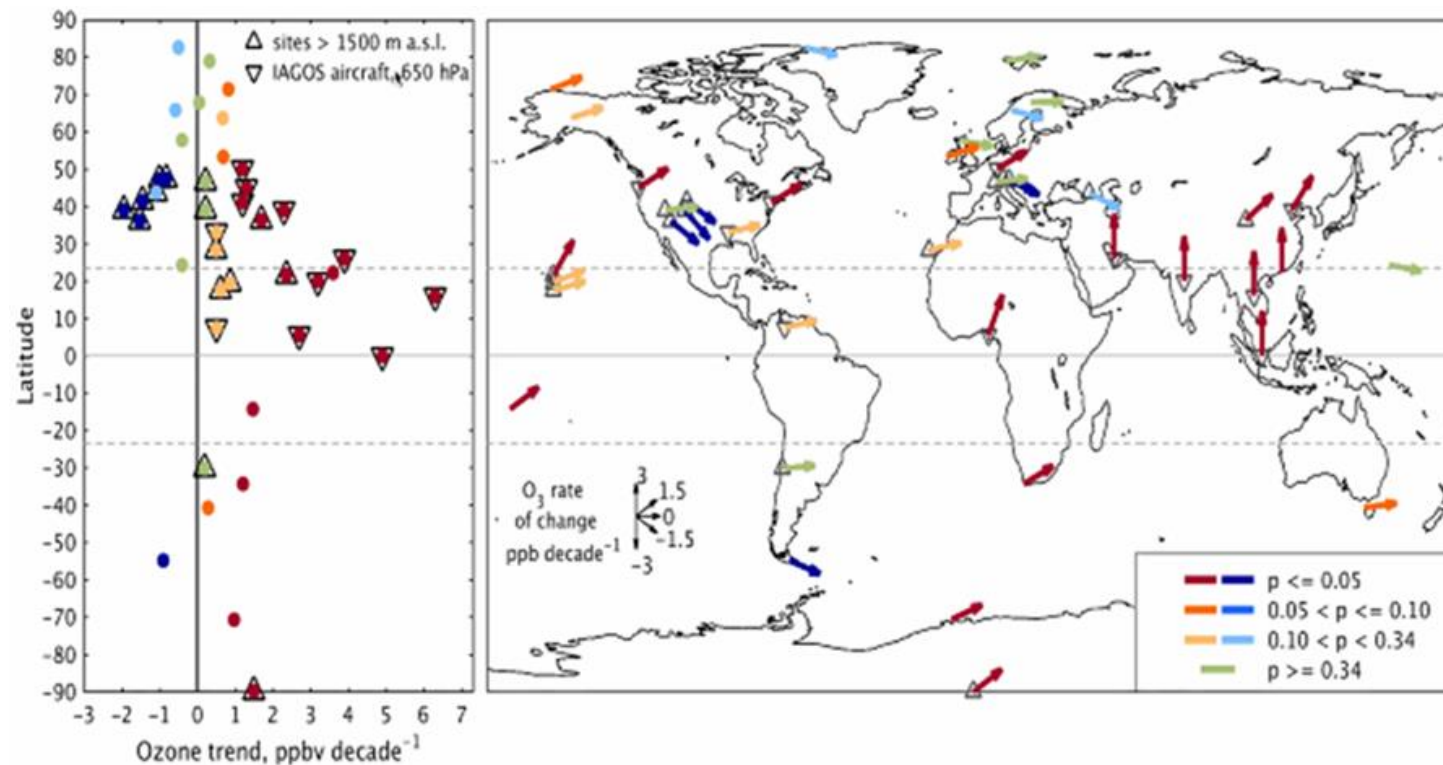 90
80
70
60
50
40
30
20
10
0
-10
-20
-30
-40
-50
-60
-70
-80
-90
Latitude
sites > 1500 m a.s.l.
IAGOS aircraft, 650 hPa
-3 -2 -1 0 1 2 3 4 5 6 7
Ozone trend, ppbv decade⁻¹
O₃ rate
of change
ppb decade⁻¹
3
1.5
0
-1.5
-3
p <= 0.05
0.05 < p <= 0.10
0.10 < p < 0.34
p >= 0.34